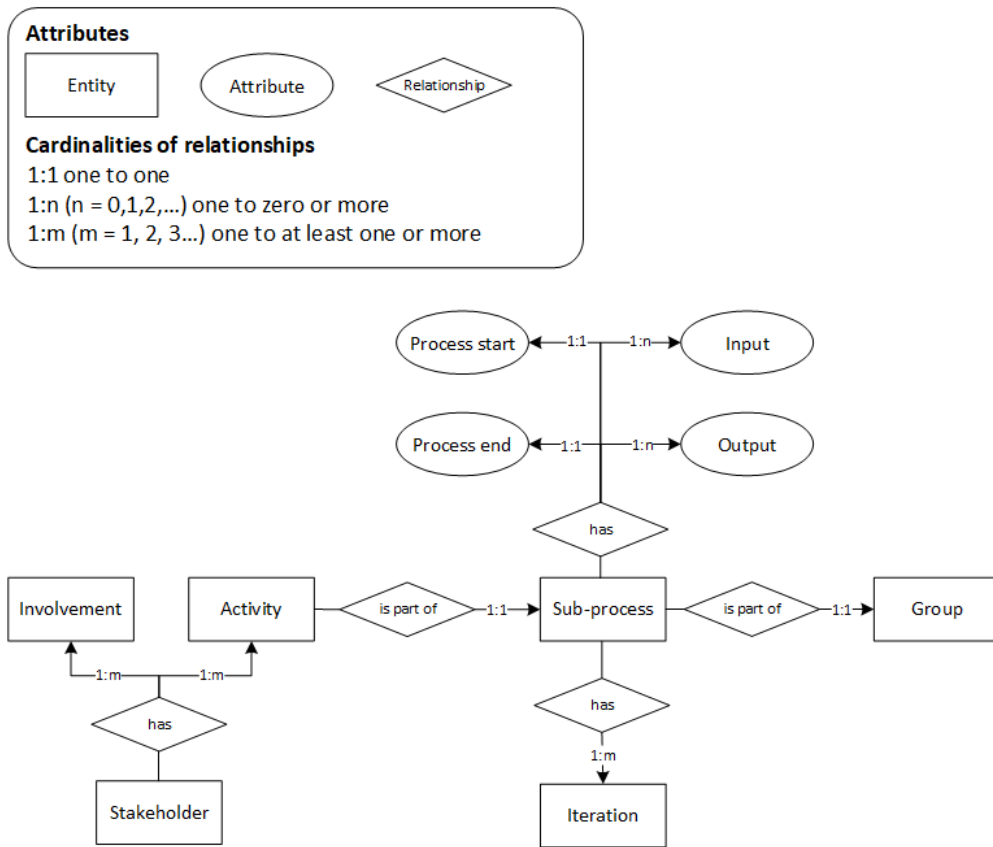 Attributes
Entity
Attribute
Relationship
Cardinalities of relationships
1:1 one to one
1:n (n = 0,1,2,...) one to zero or more
1:m (m = 1, 2, 3...) one to at least one or more
Process start
1:1
1:n
Input
Process end
1:1
1:n
Output
has
Involvement
Activity
is part of
1:1
Sub-process
is part of
1:1
Group
1:m
1:m
has
has
1:m
Stakeholder
Iteration